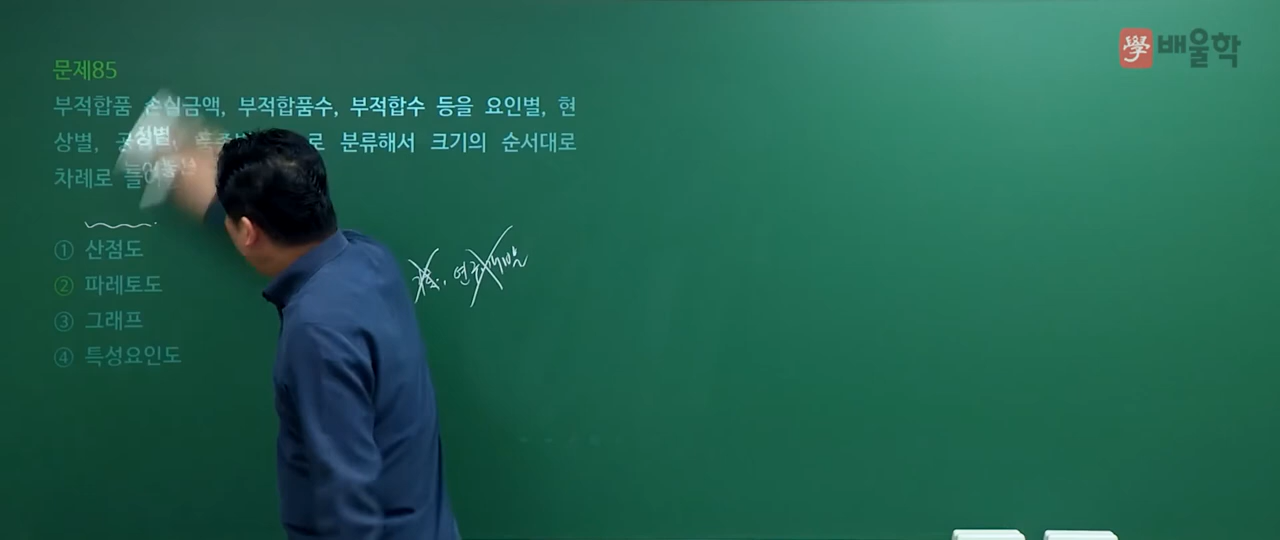 學 배울학
문제85
부적합품 손실금액, 부적합품수, 부적합수 등을 요인별, 현
상별, 로 분류해서 크기의 순서대로
차례로
① 산점도
② 파레토도
③ 그래프
④ 특성요인도